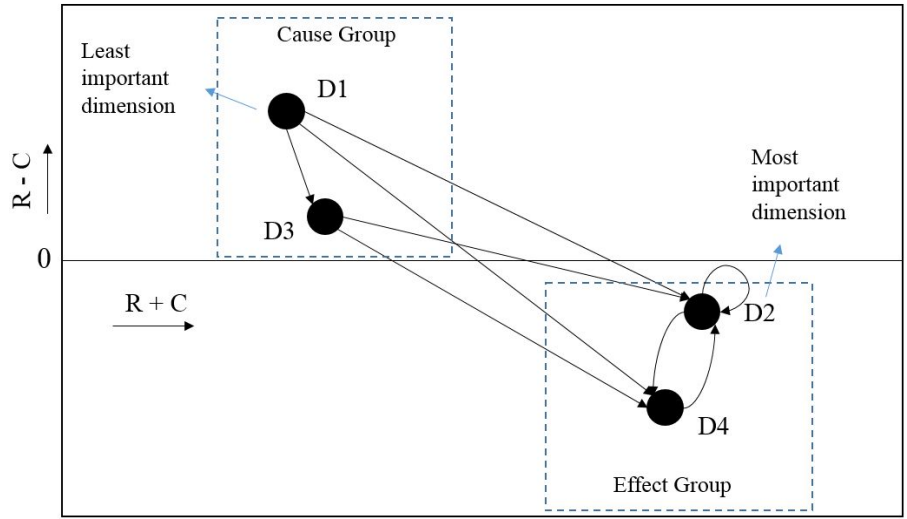 Cause Group
Least
important
dimension
D1
R - C
Most
important
dimension
D3
0
R + C
D2
D4
Effect Group